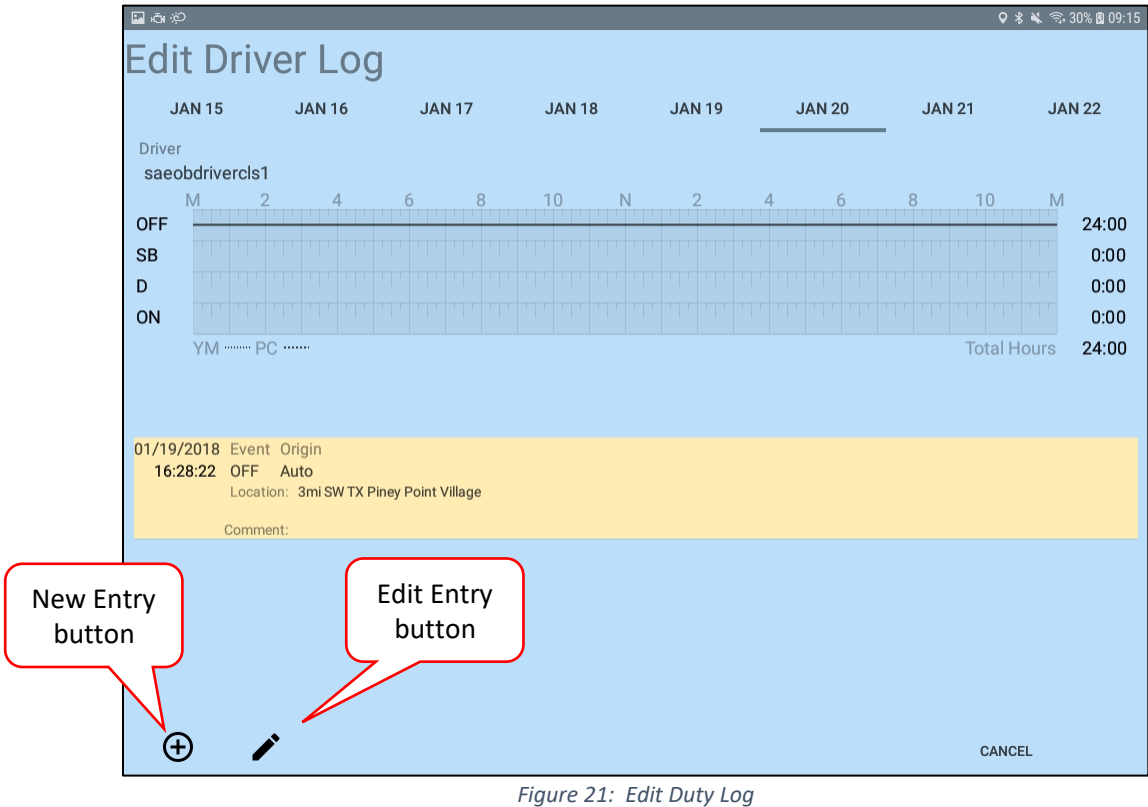 30% 09:15
Edit Driver Log
JAN 15 JAN 16 JAN 17 JAN 18 JAN 19 JAN 20 JAN 21 JAN 22
Driver
saeobdrivercls1
M 2 4 6 8 10 N 2 4 6 8 10 M
OFF 24:00
SB 0:00
D 0:00
ON 0:00
YM PC Total Hours 24:00
01/19/2018 Event Origin
16:28:22 OFF Auto
Location: 3mi SW TX Piney Point Village
Comment:
New Entry
button
Edit Entry
button
CANCEL
Figure 21: Edit Duty Log